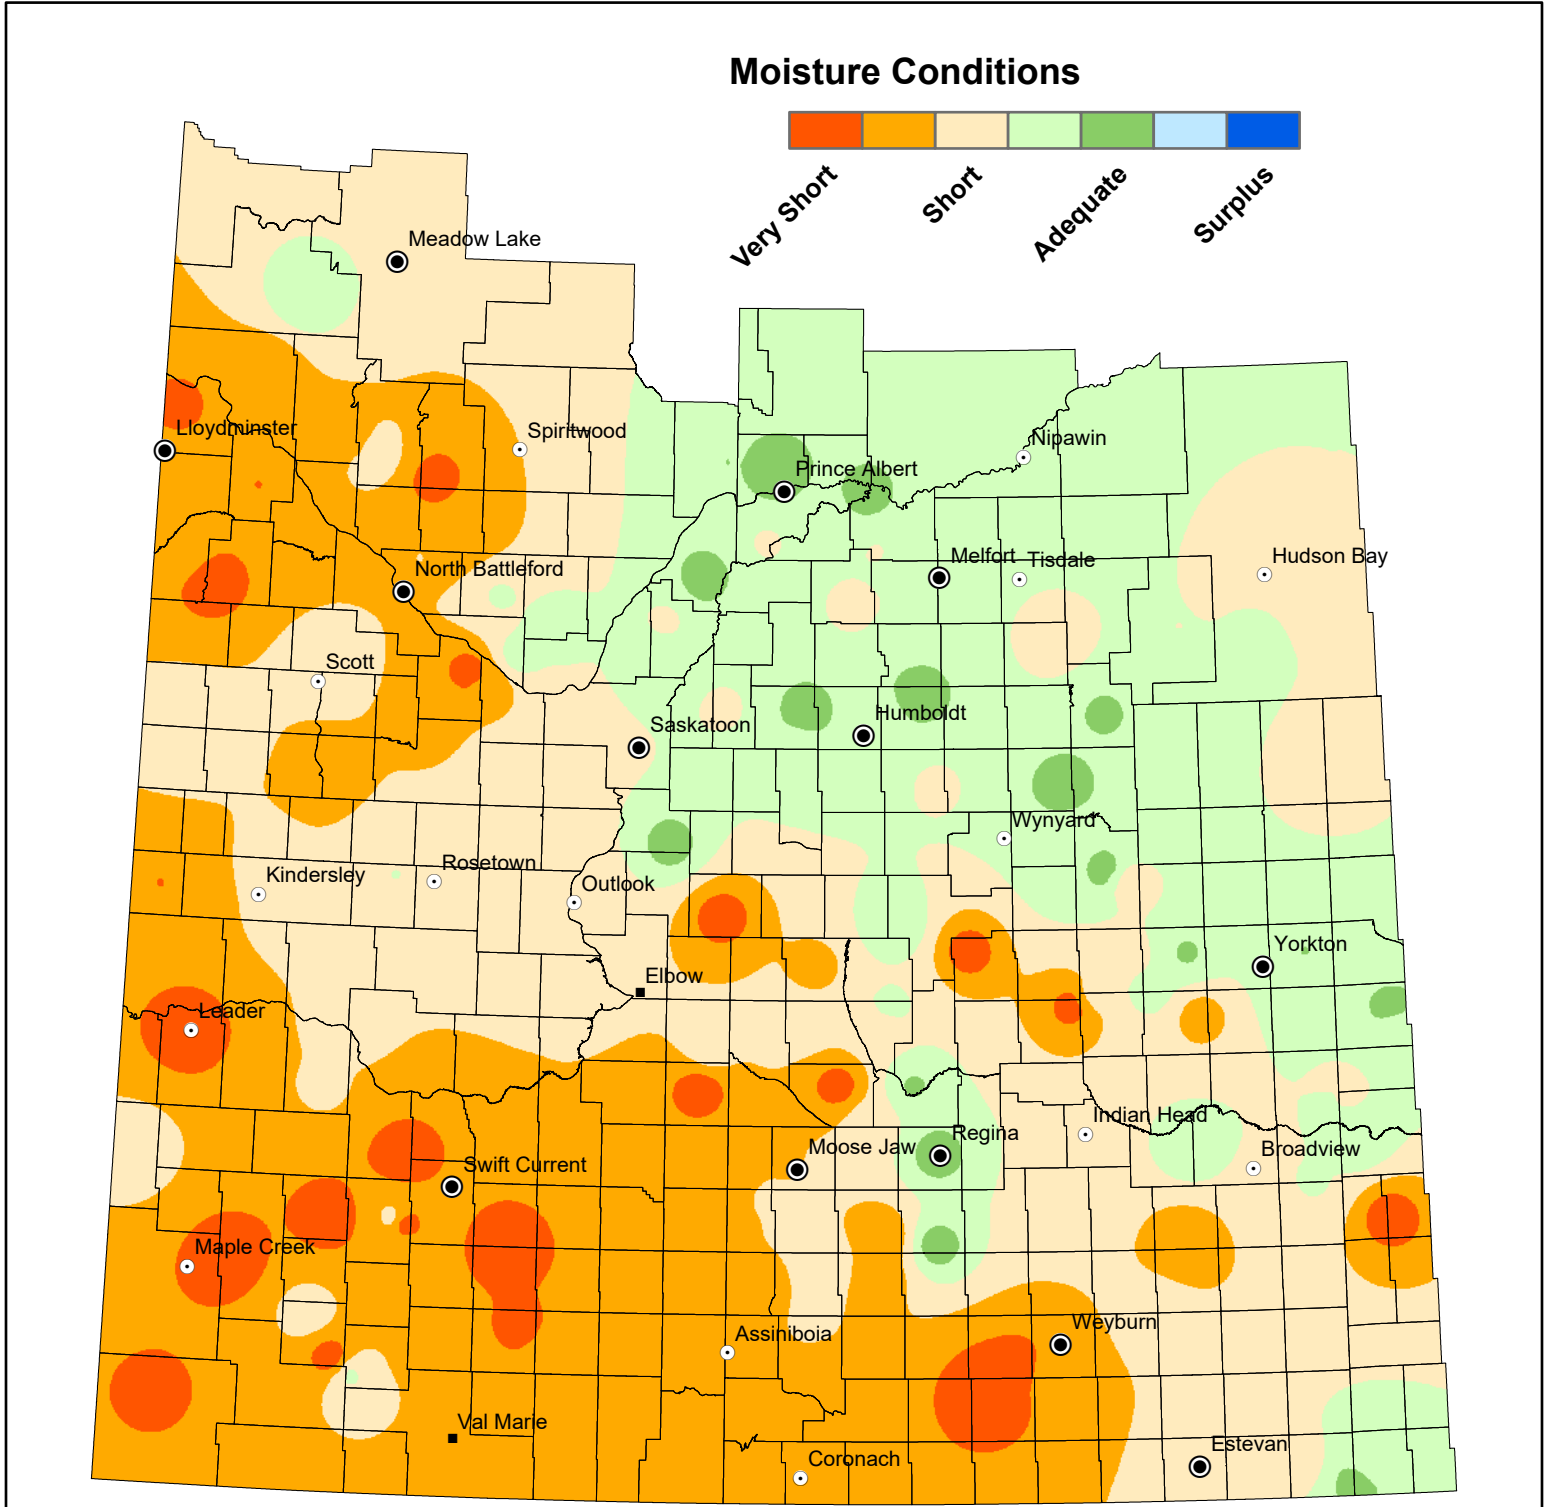 Moisture Conditions
Very Short
Short
Adequate
Surplus
Meadow Lake
Lloydminster
Spiritwood
Nipawin
Prince Albert
Melfort
Tisdale
Hudson Bay
North Battleford
Scott
Saskatoon
Humboldt
Wynyard
Kindersley
Rosetown
Outlook
Yorkton
Elbow
Leader
Indian Head
Regina
Moose Jaw
Broadview
Swift Current
Maple Creek
Assiniboia
Weyburn
Val Marie
Estevan
Coronach